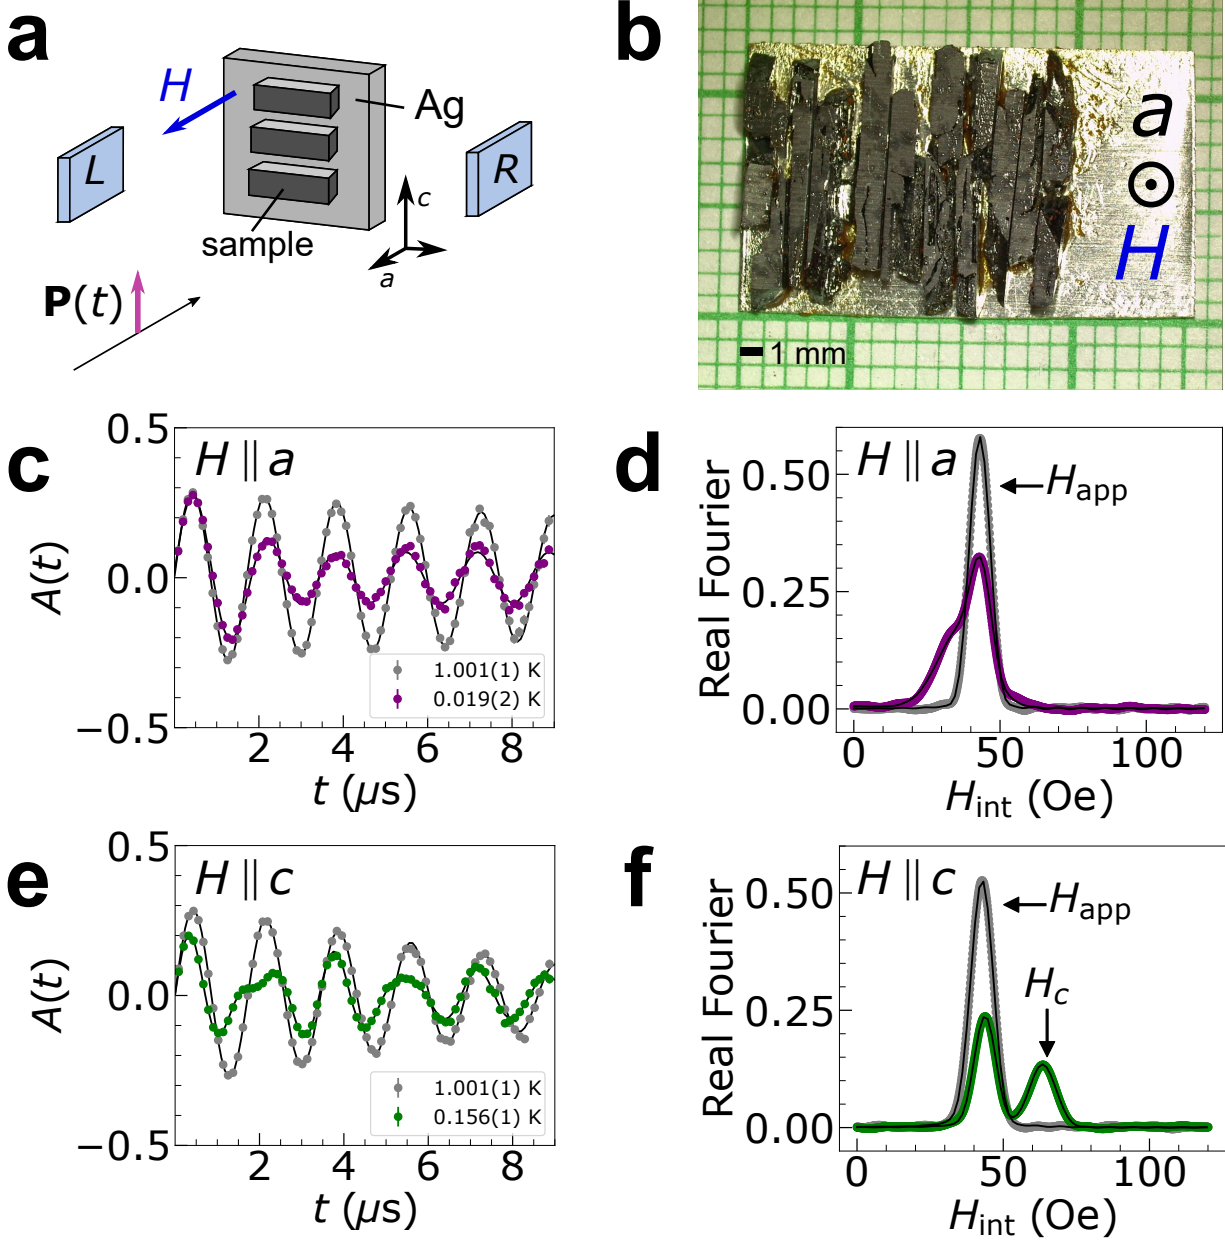 a
H
Ag
L
R
sample
c
a
P(t)
b
a
H
1 mm
c
H ∥ a
A(t)
0.5
0.0
−0.5
1.001(1) K
0.019(2) K
2 4 6 8
t (μs)
d
H ∥ a
Real Fourier
0.50
0.25
0.00
Happ
0 50 100
Hint (Oe)
e
H ∥ c
A(t)
0.5
0.0
−0.5
1.001(1) K
0.156(1) K
2 4 6 8
t (μs)
f
H ∥ c
Real Fourier
0.50
0.25
0.00
Happ
Hc
0 50 100
Hint (Oe)